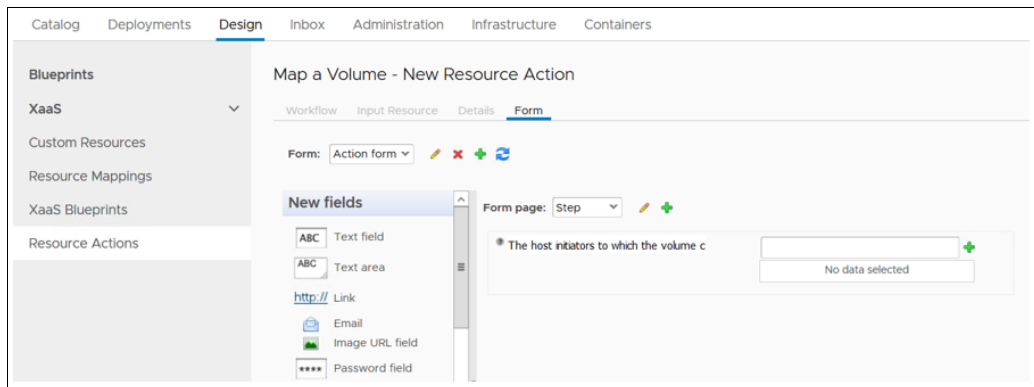 Catalog Deployments Design Inbox Administration Infrastructure Containers
Blueprints
XaaS
Custom Resources
Resource Mappings
XaaS Blueprints
Resource Actions
Map a Volume - New Resource Action
Workflow Input Resource Details Form
Form: Action form
New fields
ABC Text field
ABC Text area
http:// Link
Email
Image URL field
**** Password field
Form page: Step
The host initiators to which the volume c
No data selected